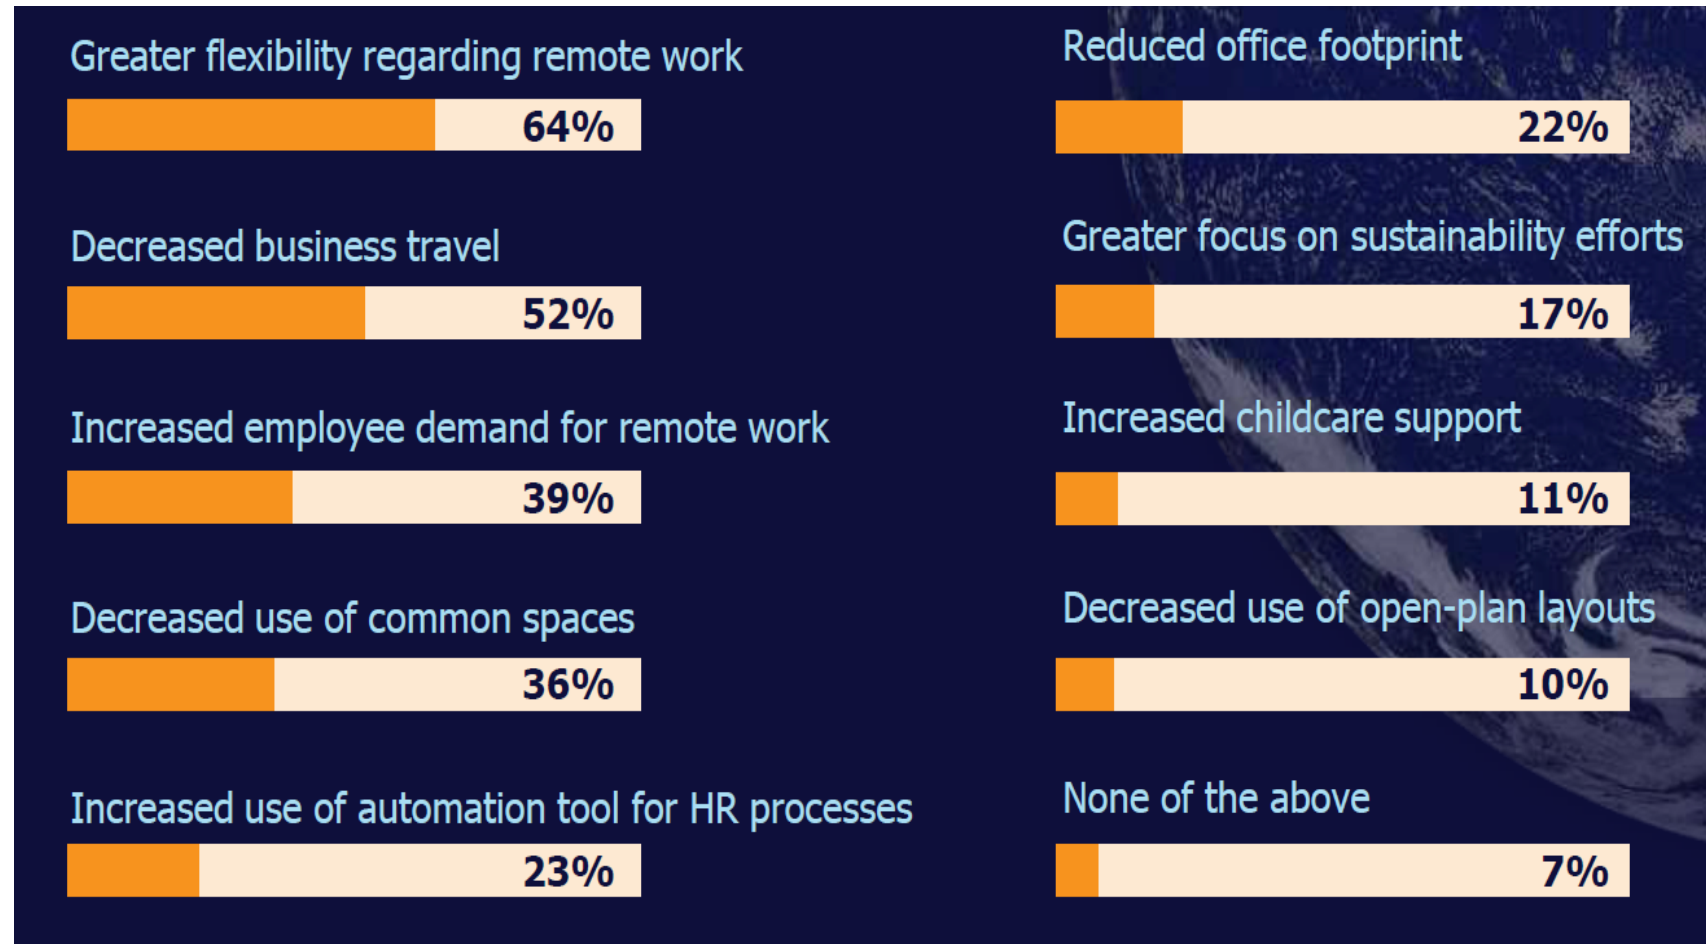 Greater flexibility regarding remote work
64%
Decreased business travel
52%
Increased employee demand for remote work
39%
Decreased use of common spaces
36%
Increased use of automation tool for HR processes
23%
Reduced office footprint
22%
Greater focus on sustainability efforts
17%
Increased childcare support
11%
Decreased use of open-plan layouts
10%
None of the above
7%